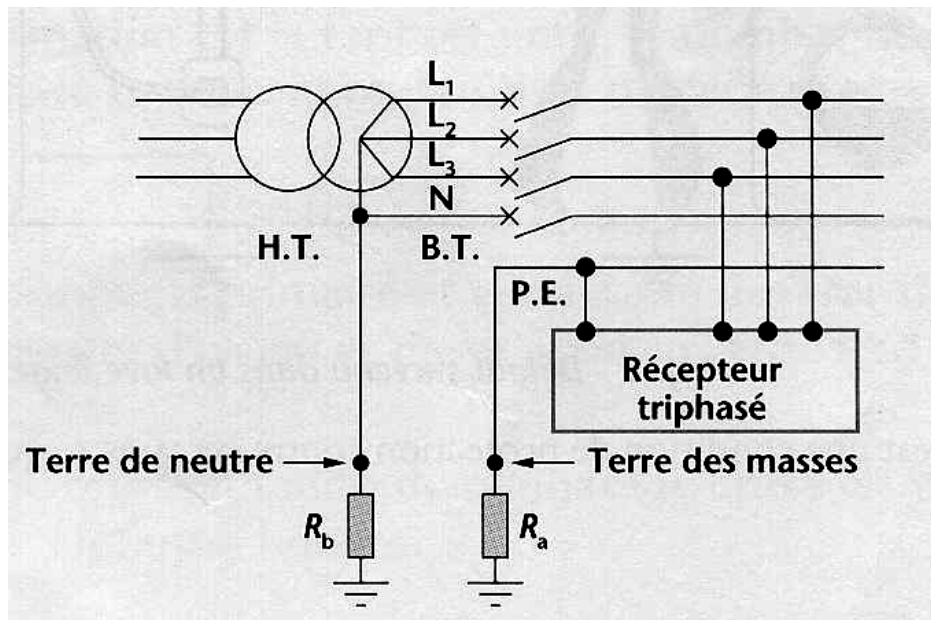 L1
L2
L3
N
H.T.
B.T.
P.E.
Récepteur
triphasé
Terre de neutre
Terre des masses
Rb
Ra